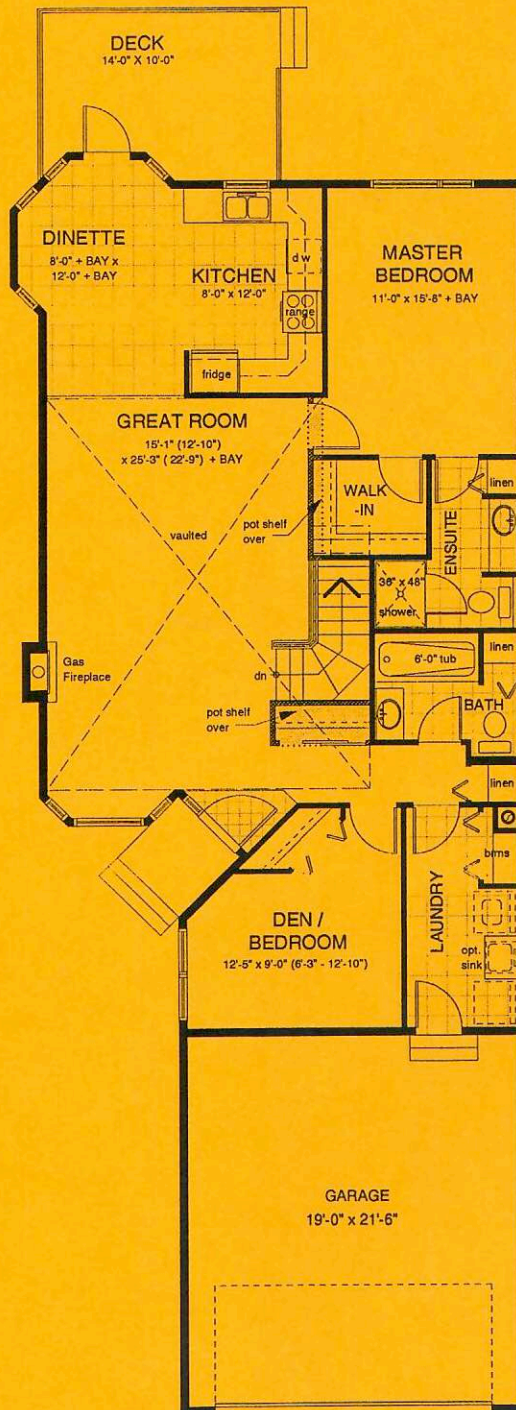 DECK
14'-0" X 10'-0"
DINETTE
8'-0" + BAY x
12'-0" + BAY
KITCHEN
8'-0" x 12'-0"
dw
range
fridge
MASTER
BEDROOM
11'-0" x 15'-8" + BAY
GREAT ROOM
15'-1" (12'-10")
x 25'-3" ( 22'-9") + BAY
vaulted
pot shelf
over
WALK
-IN
linen
ENSUITE
36" x 48"
shower
Gas
Fireplace
dn
6'-0" tub
linen
BATH
pot shelf
over
linen
brms
LAUNDRY
opt.
sink
DEN /
BEDROOM
12'-5" x 9'-0" (6'-3" - 12'-10")
GARAGE
19'-0" x 21'-6"